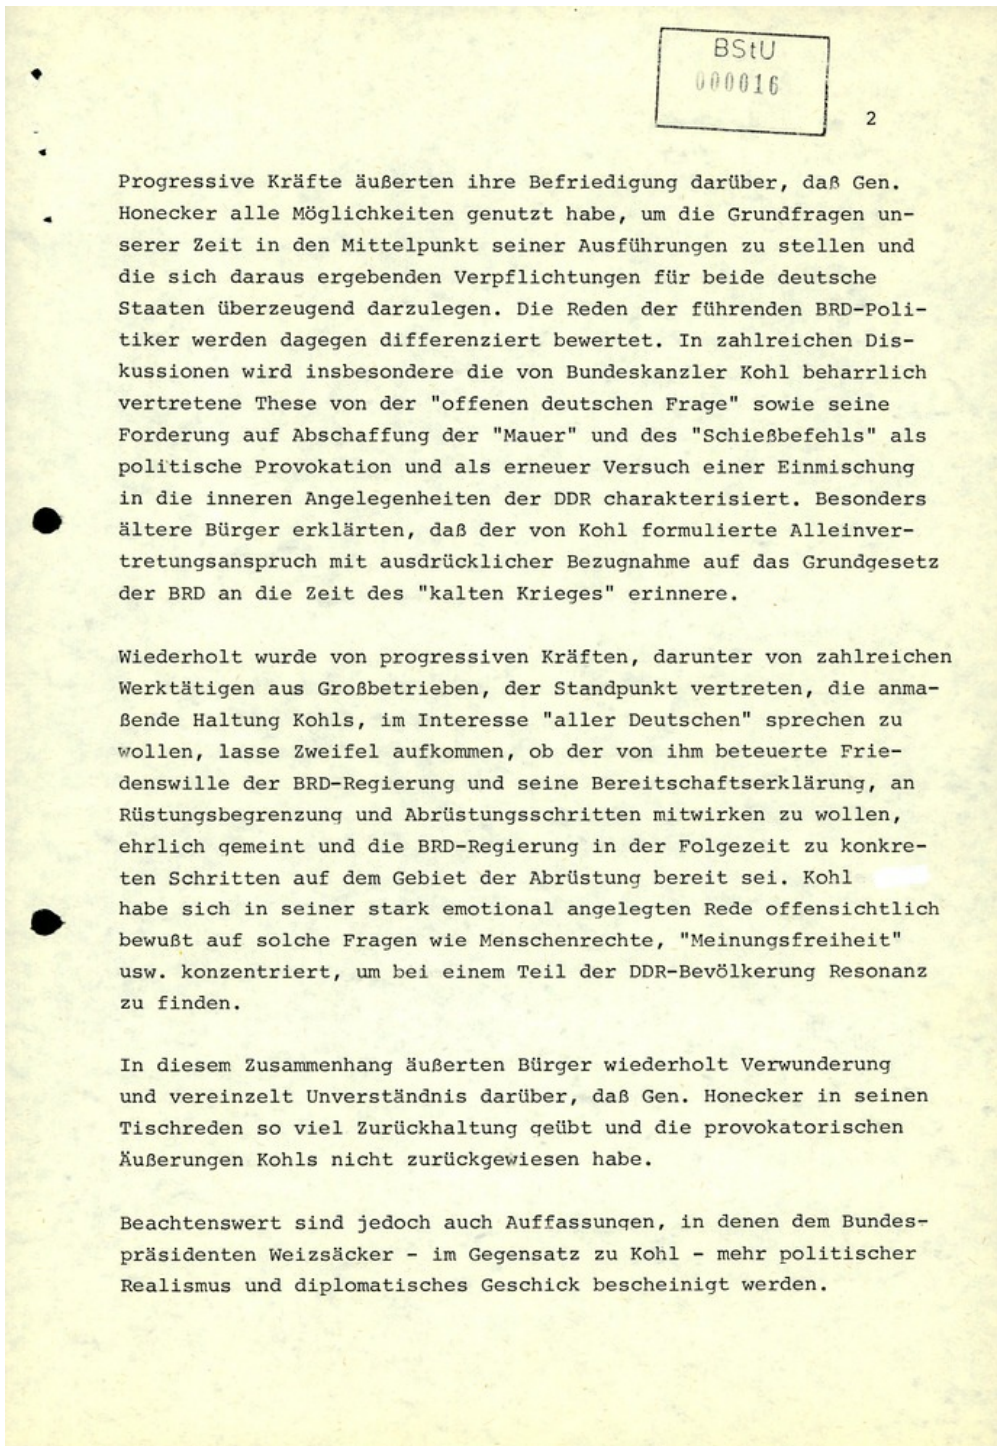 BStU
000016
2
Progressive Kräfte äußerten ihre Befriedigung darüber, daß Gen.
Honecker alle Möglichkeiten genutzt habe, um die Grundfragen un-
serer Zeit in den Mittelpunkt seiner Ausführungen zu stellen und
die sich daraus ergebenden Verpflichtungen für beide deutsche
Staaten überzeugend darzulegen. Die Reden der führenden BRD-Poli-
tiker werden dagegen differenziert bewertet. In zahlreichen Dis-
kussionen wird insbesondere die von Bundeskanzler Kohl beharrlich
vertretene These von der "offenen deutschen Frage" sowie seine
Forderung auf Abschaffung der "Mauer" und des "Schießbefehls" als
politische Provokation und als erneuer Versuch einer Einmischung
in die inneren Angelegenheiten der DDR charakterisiert. Besonders
ältere Bürger erklärten, daß der von Kohl formulierte Alleinver-
tretungsanspruch mit ausdrücklicher Bezugnahme auf das Grundgesetz
der BRD an die Zeit des "kalten Krieges" erinnere.
Wiederholt wurde von progressiven Kräften, darunter von zahlreichen
Werktätigen aus Großbetrieben, der Standpunkt vertreten, die anma-
ßende Haltung Kohls, im Interesse "aller Deutschen" sprechen zu
wollen, lasse Zweifel aufkommen, ob der von ihm beteuerte Frie-
denswille der BRD-Regierung und seine Bereitschaftserklärung, an
Rüstungsbegrenzung und Abrüstungsschritten mitwirken zu wollen,
ehrlich gemeint und die BRD-Regierung in der Folgezeit zu konkre-
ten Schritten auf dem Gebiet der Abrüstung bereit sei. Kohl
habe sich in seiner stark emotional angelegten Rede offensichtlich
bewußt auf solche Fragen wie Menschenrechte, "Meinungsfreiheit"
usw. konzentriert, um bei einem Teil der DDR-Bevölkerung Resonanz
zu finden.
In diesem Zusammenhang äußerten Bürger wiederholt Verwunderung
und vereinzelt Unverständnis darüber, daß Gen. Honecker in seinen
Tischreden so viel Zurückhaltung geübt und die provokatorischen
Äußerungen Kohls nicht zurückgewiesen habe.
Beachtenswert sind jedoch auch Auffassungen, in denen dem Bundes-
präsidenten Weizsäcker - im Gegensatz zu Kohl - mehr politischer
Realismus und diplomatisches Geschick bescheinigt werden.